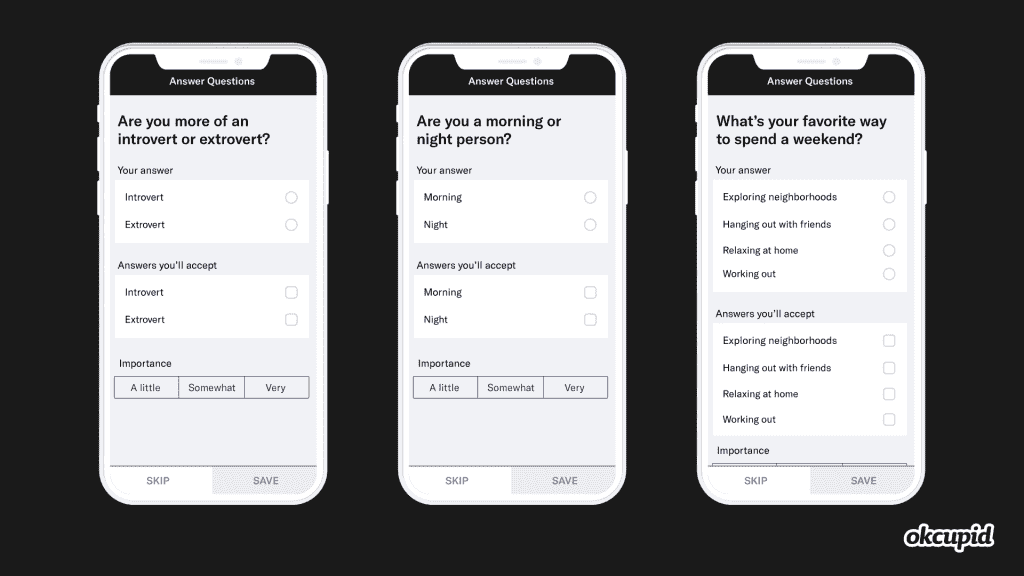 Answer Questions
Are you more of an
introvert or extrovert?
Your answer
Introvert
Extrovert
Answers you'll accept
Introvert
Extrovert
Importance
A little
Somewhat
Very
SKIP
SAVE
Answer Questions
Are you a morning or
night person?
Your answer
Morning
Night
Answers you'll accept
Morning
Night
Importance
A little
Somewhat
Very
SKIP
SAVE
Answer Questions
What's your favorite way
to spend a weekend?
Your answer
Exploring neighborhoods
Hanging out with friends
Relaxing at home
Working out
Answers you'll accept
Exploring neighborhoods
Hanging out with friends
Relaxing at home
Working out
Importance
SKIP
SAVE
okcupid